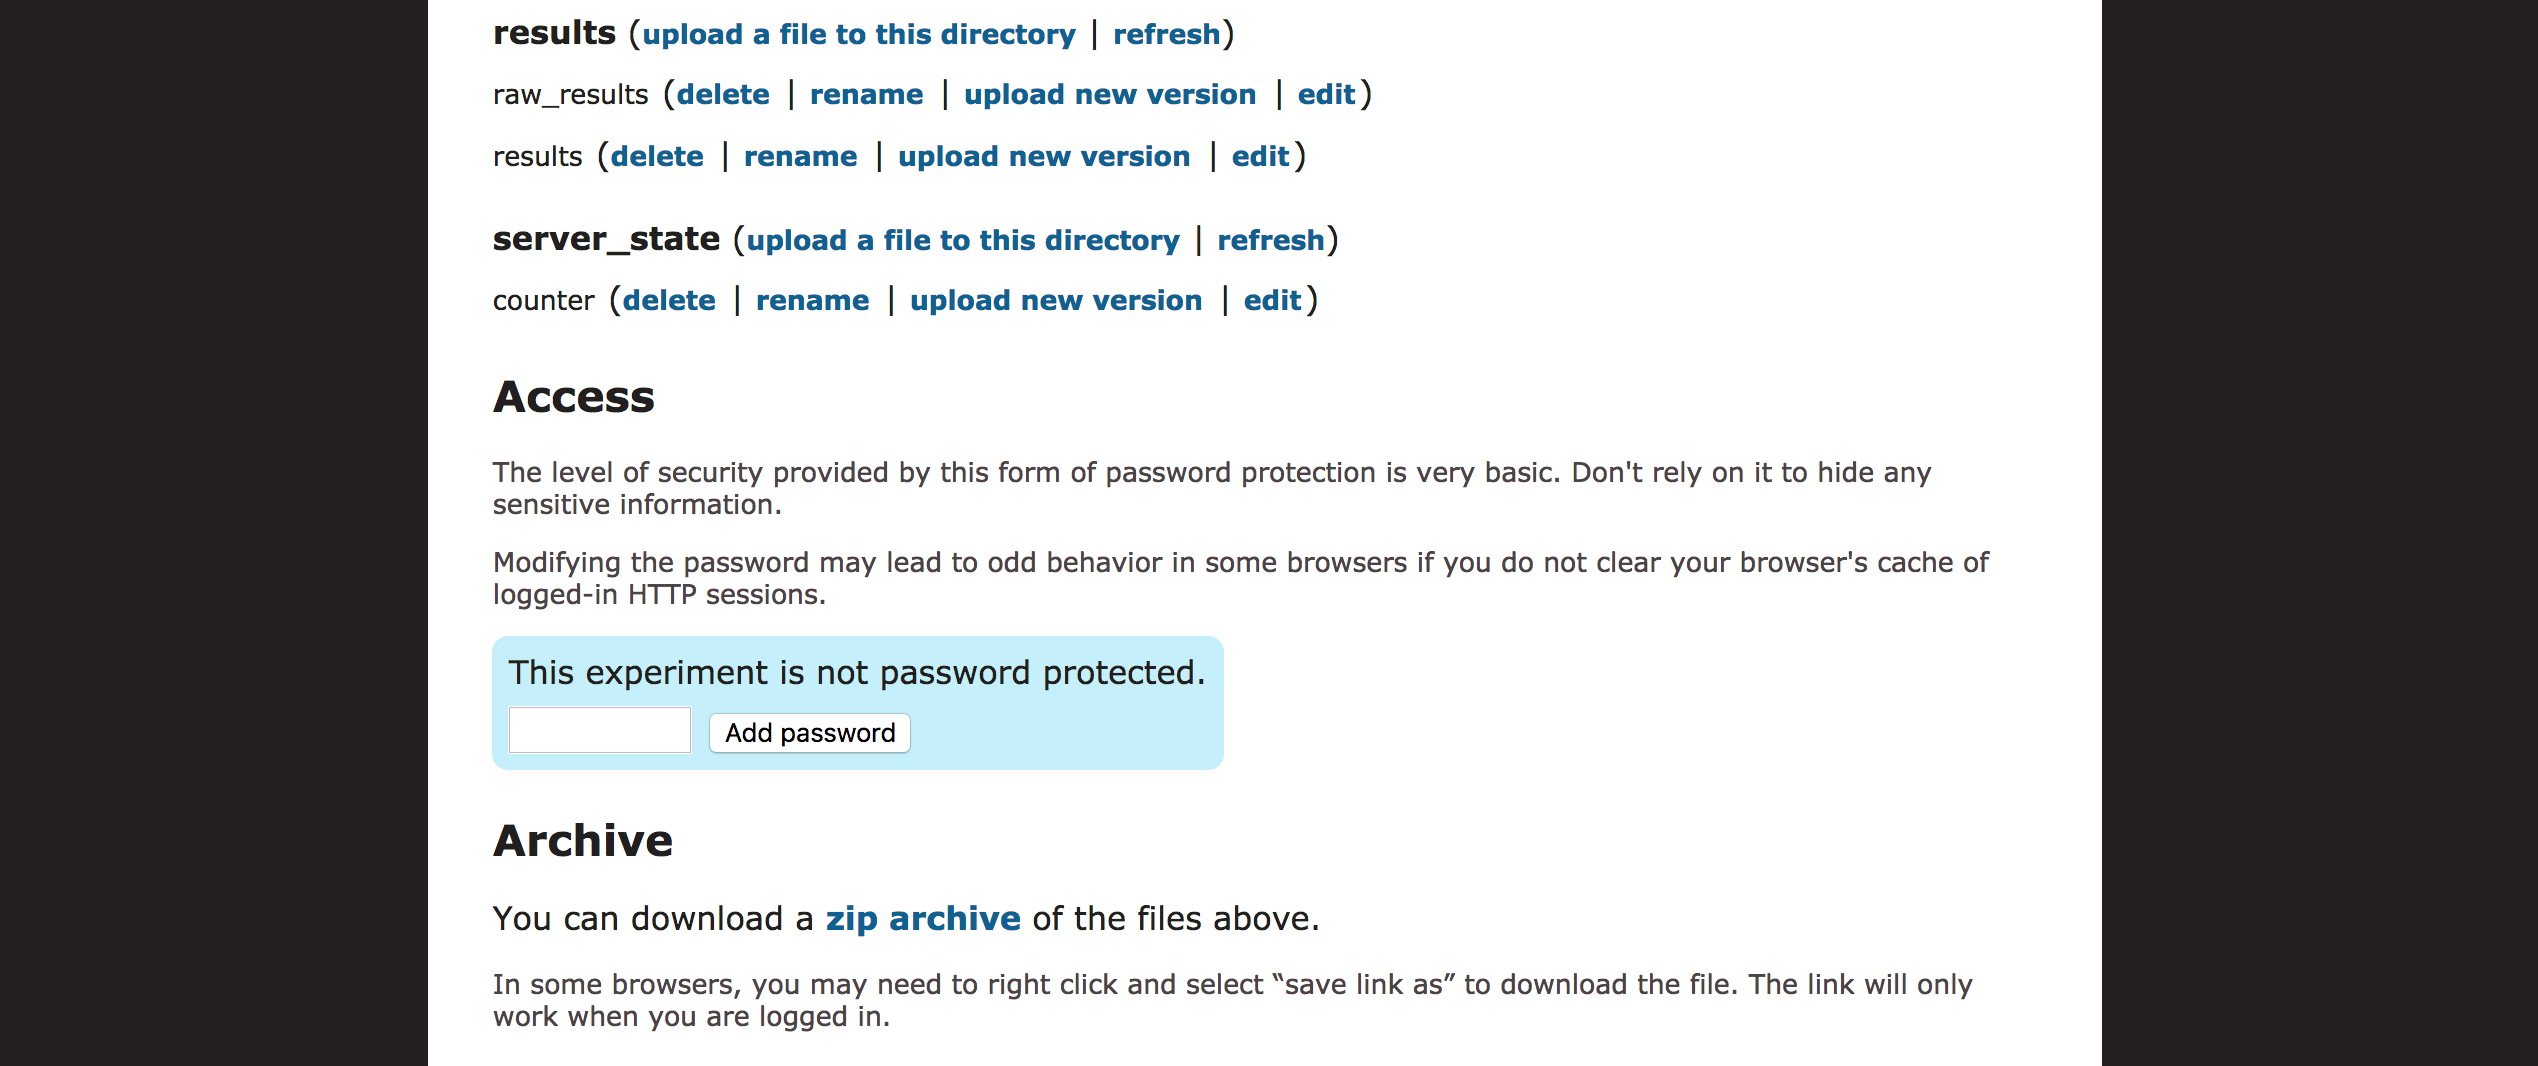 results (upload a file to this directory | refresh)
raw_results (delete | rename | upload new version | edit)
results (delete | rename | upload new version | edit)
server_state (upload a file to this directory | refresh)
counter (delete | rename | upload new version | edit)
Access
The level of security provided by this form of password protection is very basic. Don't rely on it to hide any
sensitive information.
Modifying the password may lead to odd behavior in some browsers if you do not clear your browser's cache of
logged-in HTTP sessions.
This experiment is not password protected.
Add password
Archive
You can download a zip archive of the files above.
In some browsers, you may need to right click and select “save link as” to download the file. The link will only
work when you are logged in.